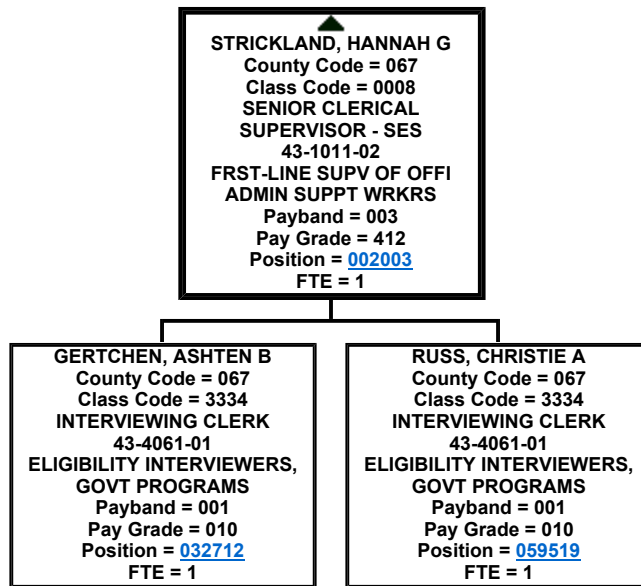 STRICKLAND, HANNAH G
County Code = 067
Class Code = 0008
SENIOR CLERICAL
SUPERVISOR - SES
43-1011-02
FRST-LINE SUPV OF OFFI
ADMIN SUPPT WRKRS
Payband = 003
Pay Grade = 412
Position = 002003
FTE = 1
GERTCHEN, ASHTEN B
County Code = 067
Class Code = 3334
INTERVIEWING CLERK
43-4061-01
ELIGIBILITY INTERVIEWERS,
GOVT PROGRAMS
Payband = 001
Pay Grade = 010
Position = 032712
FTE = 1
RUSS, CHRISTIE A
County Code = 067
Class Code = 3334
INTERVIEWING CLERK
43-4061-01
ELIGIBILITY INTERVIEWERS,
GOVT PROGRAMS
Payband = 001
Pay Grade = 010
Position = 059519
FTE = 1